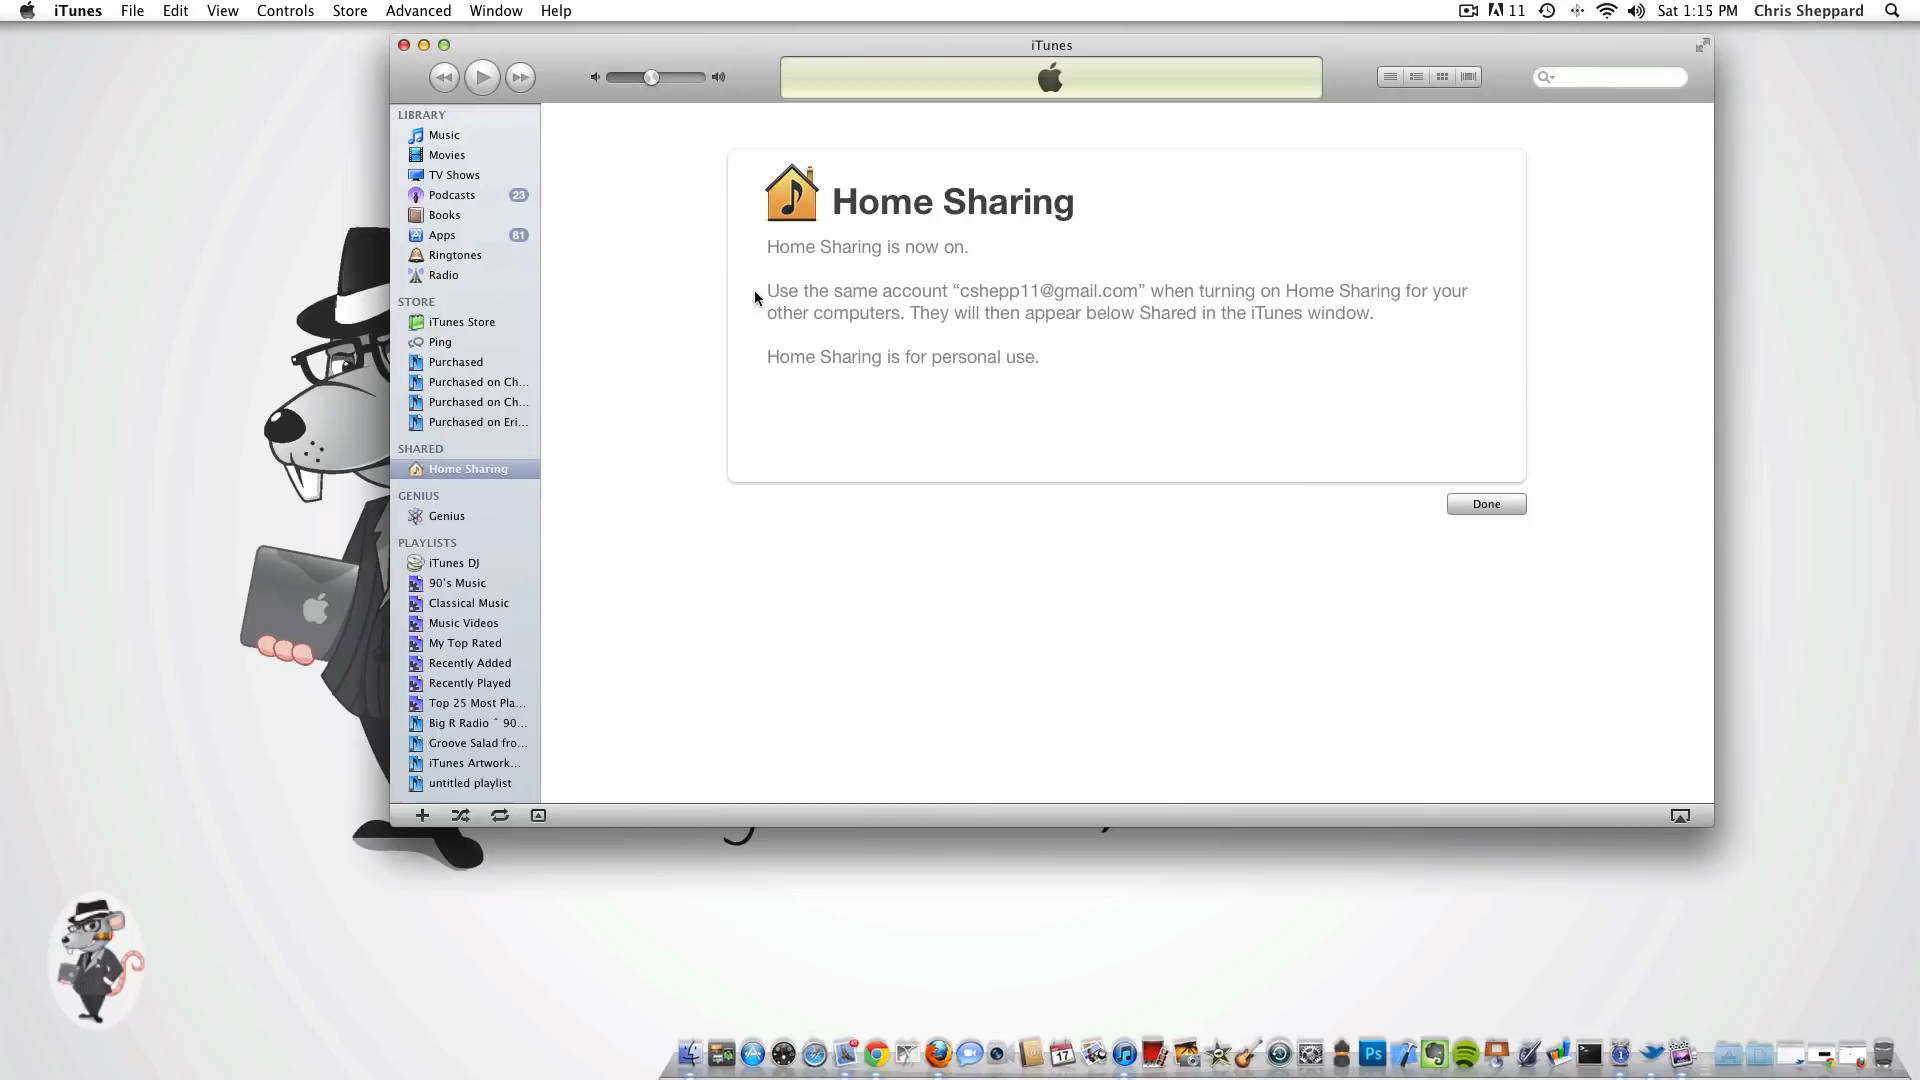 iTunes File Edit View Controls Store Advanced Window Help
11 Sat 1:15 PM Chris Sheppard
iTunes
LIBRARY
Music
Movies
TV Shows
Podcasts 23
Books
Apps 81
Ringtones
Radio
STORE
iTunes Store
Ping
Purchased
Purchased on Ch...
Purchased on Ch...
Purchased on Eri...
SHARED
Home Sharing
GENIUS
Genius
PLAYLISTS
iTunes DJ
90's Music
Classical Music
Music Videos
My Top Rated
Recently Added
Recently Played
Top 25 Most Pla...
Big R Radio ˆ 90...
Groove Salad fro...
iTunes Artwork...
untitled playlist
Home Sharing
Home Sharing is now on.
Use the same account “cshepp11@gmail.com” when turning on Home Sharing for your
other computers. They will then appear below Shared in the iTunes window.
Home Sharing is for personal use.
Done
17
Ps